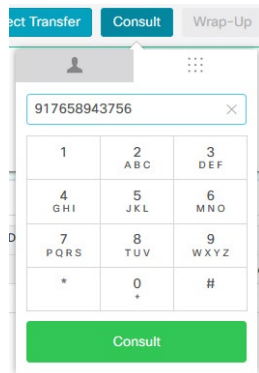 ct Transfer Consult Wrap-Up
917658943756
1 2 3
ABC DEF
4 5 6
GHI JKL MNO
D
7 8 9
PQRS TUV WXYZ
* 0 #
+
Consult